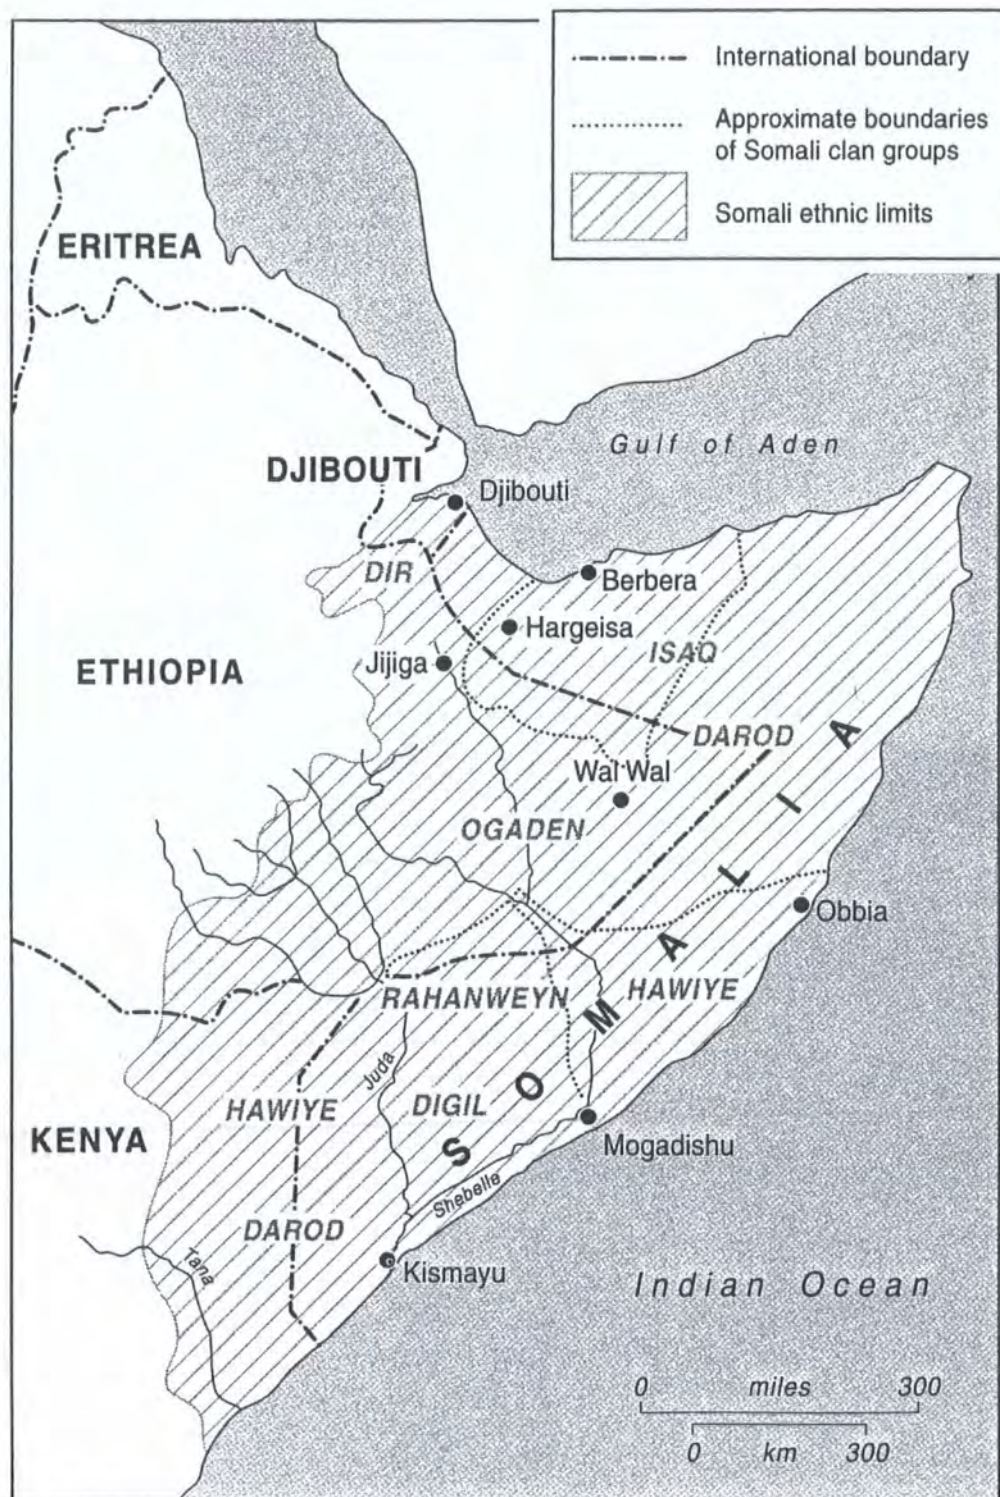 International boundary
Approximate boundaries
of Somali clan groups
Somali ethnic limits
ERITREA
Gulf of Aden
DJIBOUTI
Djibouti
DIR
Berbera
Hargeisa
ISAQ
Jijiga
ETHIOPIA
DAROD
Wal Wal
OGADEN
Obbia
RAHANWEYN
HAWIYE
SOMALIA
Juda
HAWIYE
DIGIL
KENYA
Mogadishu
Shebelle
DAROD
Tana
Kismayu
Indian Ocean
0 miles 300
0 km 300